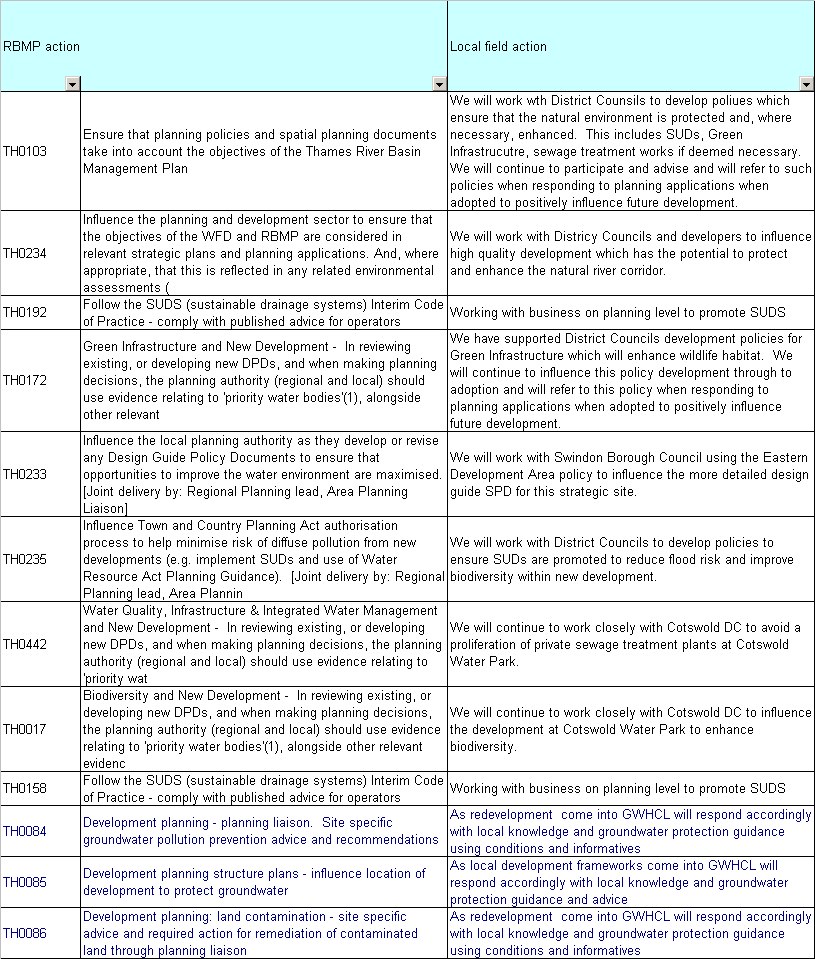 RBMP action
Local field action
TH0103
Ensure that planning policies and spatial planning documents
take into account the objectives of the Thames River Basin
Management Plan
We will work wth District Counsils to develop poliues which
ensure that the natural environment is protected and, where
necessary, enhanced.  This includes SUDs, Green
Infrastrucutre, sewage treatment works if deemed necessary.
We will continue to participate and advise and will refer to such
policies when responding to planning applications when
adopted to positively influence future development.
TH0234
Influence the planning and development sector to ensure that
the objectives of the WFD and RBMP are considered in
relevant strategic plans and planning applications. And, where
appropriate, that this is reflected in any related environmental
assessments (
We will work with Districy Councils and developers to influence
high quality development which has the potential to protect
and enhance the natural river corridor.
TH0192
Follow the SUDS (sustainable drainage systems) Interim Code
of Practice - comply with published advice for operators
Working with business on planning level to promote SUDS
TH0172
Green Infrastructure and New Development -  In reviewing
existing, or developing new DPDs, and when making planning
decisions, the planning authority (regional and local) should
use evidence relating to 'priority water bodies'(1), alongside
other relevant
We have supported District Councils development policies for
Green Infrastructure which will enhance wildlife habitat.  We
will continue to influence this policy development through to
adoption and will refer to this policy when responding to
planning applications when adopted to positively influence
future development.
TH0233
Influence the local planning authority as they develop or revise
any Design Guide Policy Documents to ensure that
opportunities to improve the water environment are maximised.
[Joint delivery by: Regional Planning lead, Area Planning
Liaison]
We will work with Swindon Borough Council using the Eastern
Development Area policy to influence the more detailed design
guide SPD for this strategic site.
TH0235
Influence Town and Country Planning Act authorisation
process to help minimise risk of diffuse pollution from new
developments (e.g. implement SUDs and use of Water
Resource Act Planning Guidance).  [Joint delivery by: Regional
Planning lead, Area Plannin
We will work with District Councils to develop policies to
ensure SUDs are promoted to reduce flood risk and improve
biodiversity within new development.
TH0442
Water Quality, Infrastructure & Integrated Water Management
and New Development -  In reviewing existing, or developing
new DPDs, and when making planning decisions, the planning
authority (regional and local) should use evidence relating to
'priority wat
We will continue to work closely with Cotswold DC to avoid a
proliferation of private sewage treatment plants at Cotswold
Water Park.
TH0017
Biodiversity and New Development -  In reviewing existing, or
developing new DPDs, and when making planning decisions,
the planning authority (regional and local) should use evidence
relating to 'priority water bodies'(1), alongside other relevant
evidenc
We will continue to work closely with Cotswold DC to influence
the development at Cotswold Water Park to enhance
biodiversity.
TH0158
Follow the SUDS (sustainable drainage systems) Interim Code
of Practice - comply with published advice for operators
Working with business on planning level to promote SUDS
TH0084
Development planning - planning liaison.  Site specific
groundwater pollution prevention advice and recommendations
As redevelopment  come into GWHCL will respond accordingly
with local knowledge and groundwater protection guidance
using conditions and informatives
TH0085
Development planning structure plans - influence location of
development to protect groundwater
As local development frameworks come into GWHCL will
respond accordingly with local knowledge and groundwater
protection guidance and advice
TH0086
Development planning: land contamination - site specific
advice and required action for remediation of contaminated
land through planning liaison
As redevelopment  come into GWHCL will respond accordingly
with local knowledge and groundwater protection guidance
using conditions and informatives